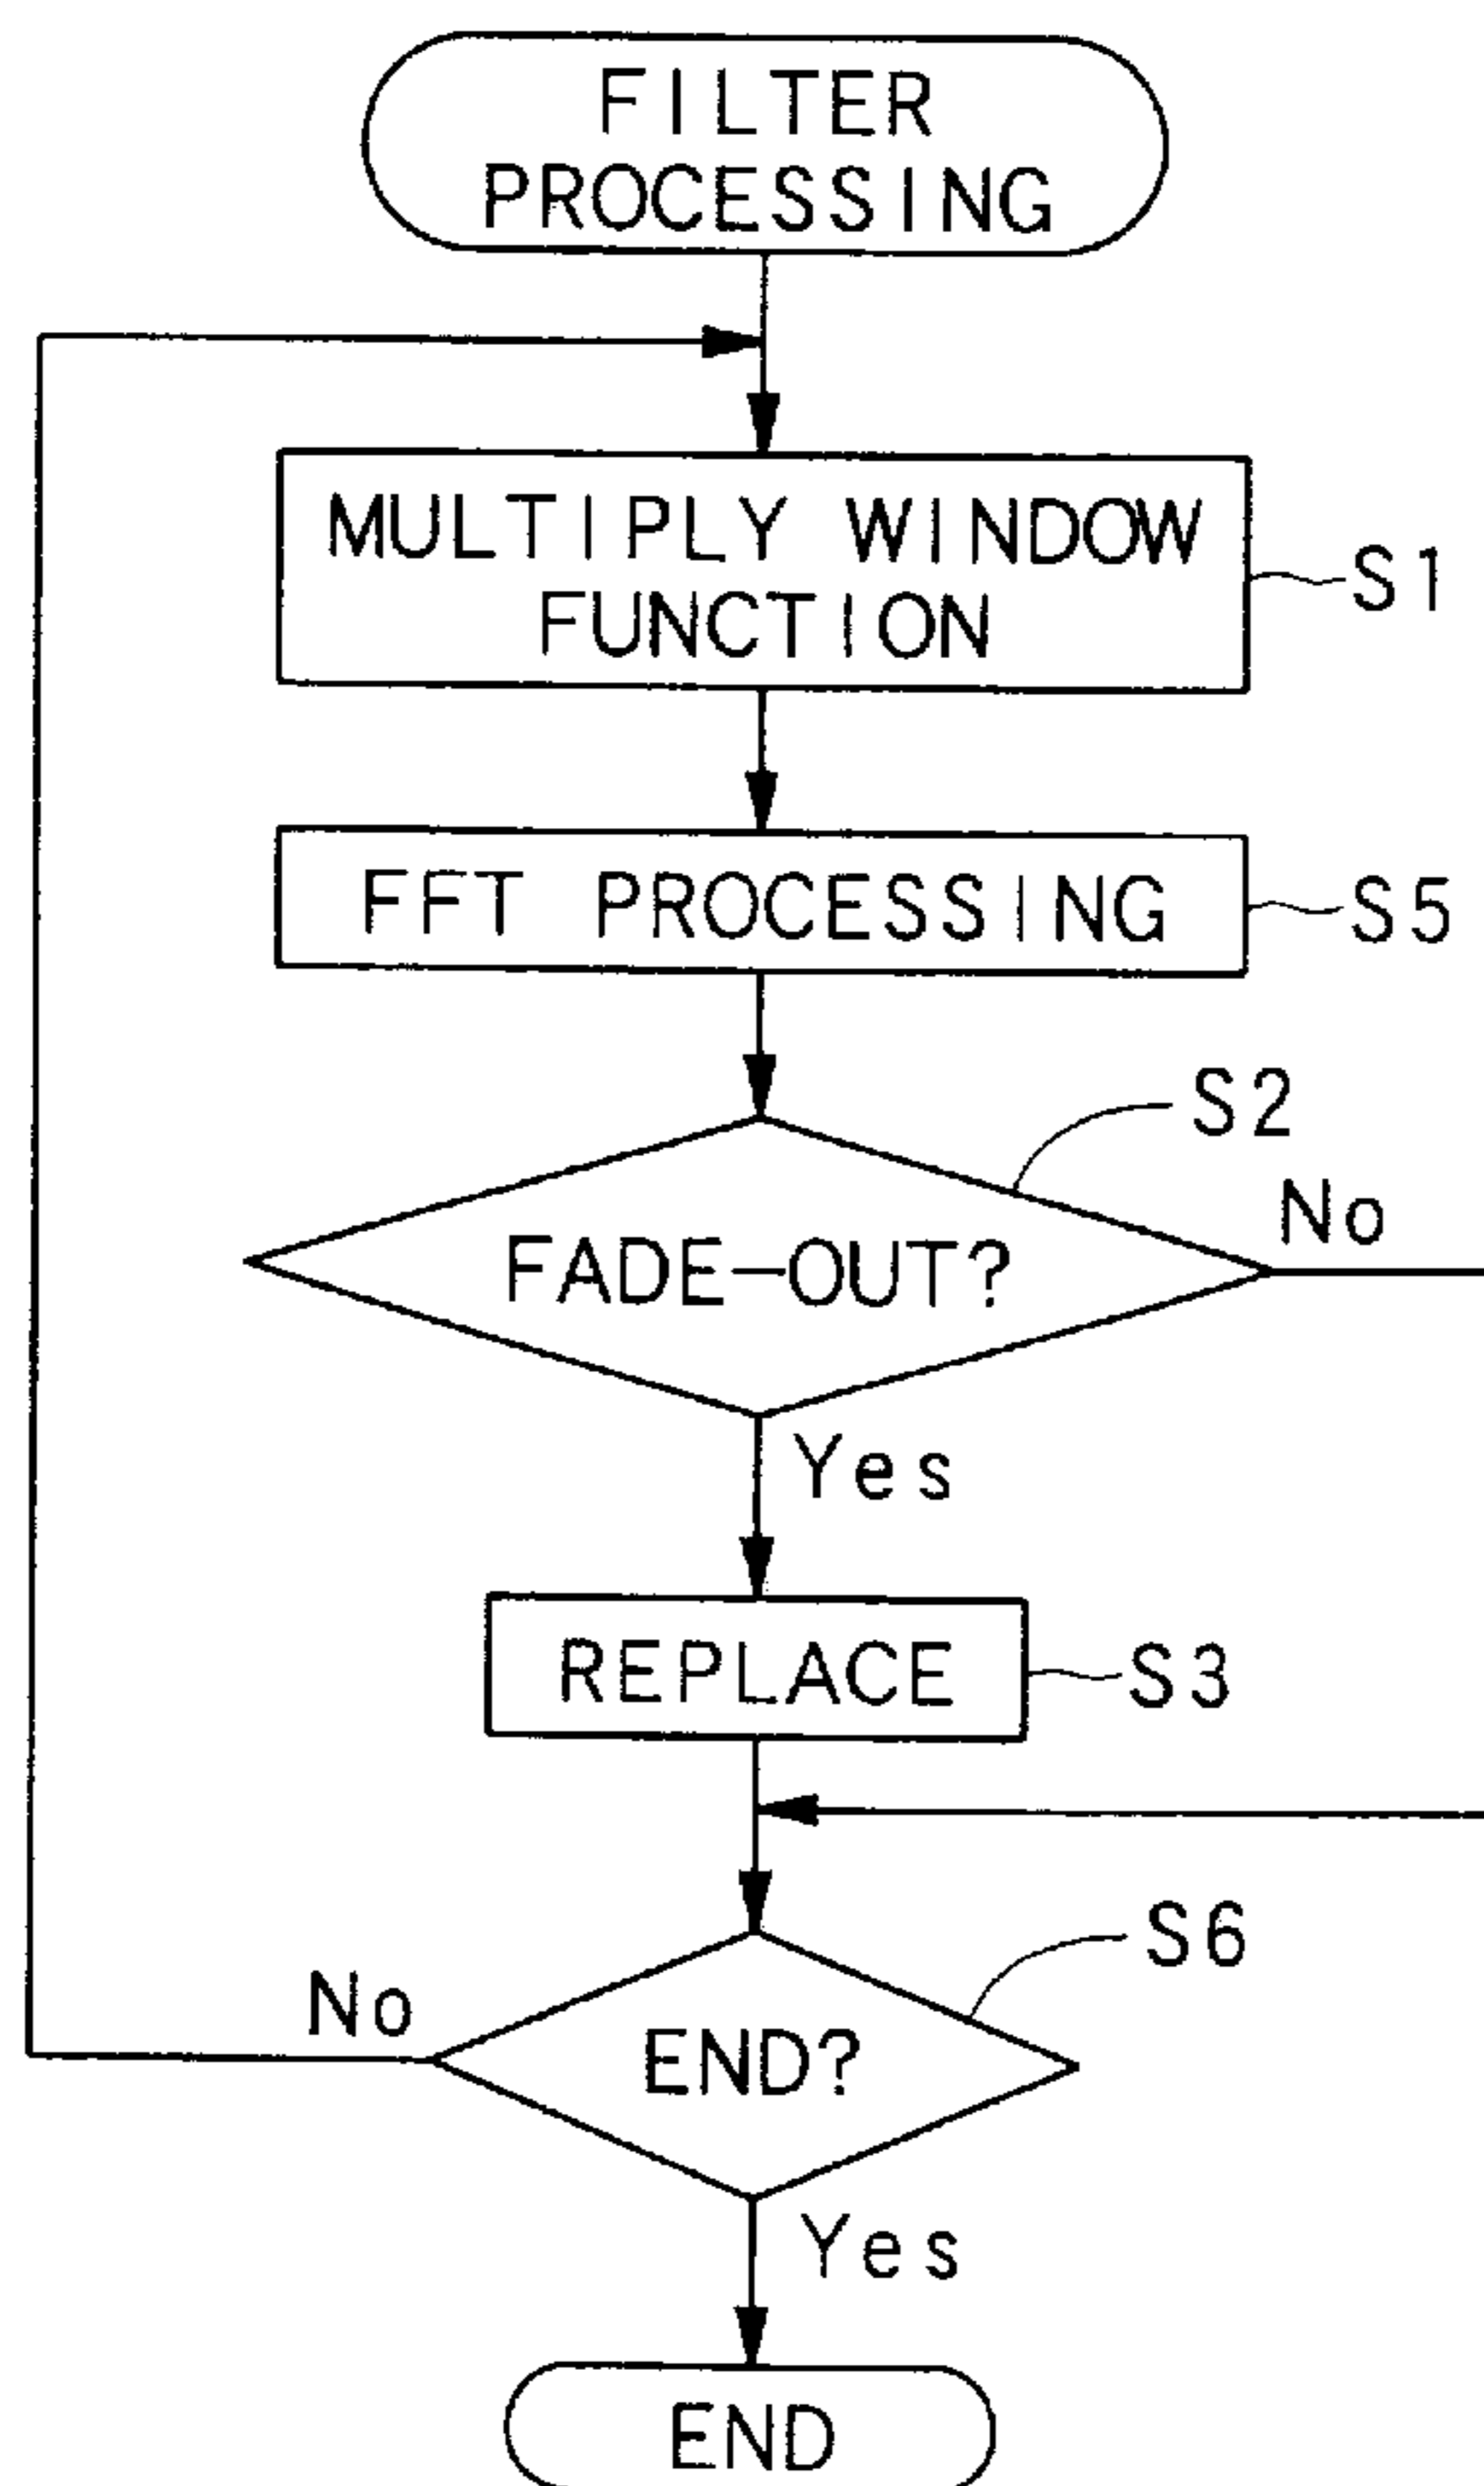 FILTER
PROCESSING
MULTIPLY WINDOW
FUNCTION
S1
FFT PROCESSING
S5
S2
No
FADE-OUT?
Yes
REPLACE
S3
S6
No
END?
Yes
END